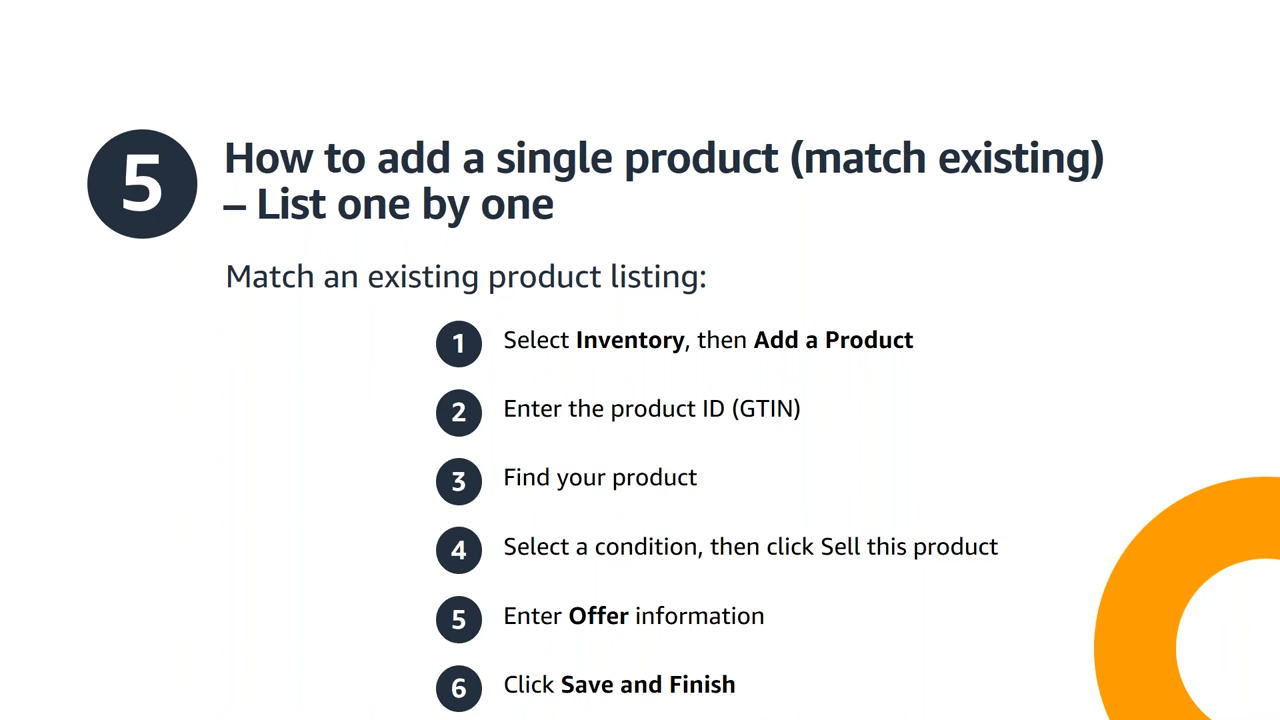 5
How to add a single product (match existing)
– List one by one
Match an existing product listing:
1 Select Inventory, then Add a Product
2 Enter the product ID (GTIN)
3 Find your product
4 Select a condition, then click Sell this product
5 Enter Offer information
6 Click Save and Finish